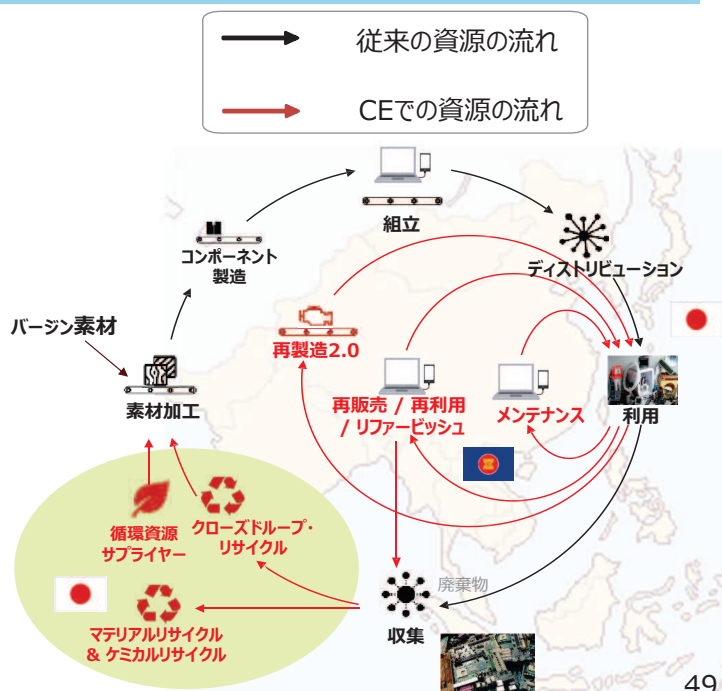 従来の資源の流れ
CEでの資源の流れ
組立
コンポーネント
製造
ディストリビューション
バージン素材
再製造2.0
素材加工
再販売 / 再利用
/ リファービッシュ
メンテナンス
利用
循環資源
サプライヤー
クローズドループ・
リサイクル
廃棄物
収集
マテリアルリサイクル
& ケミカルリサイクル
49